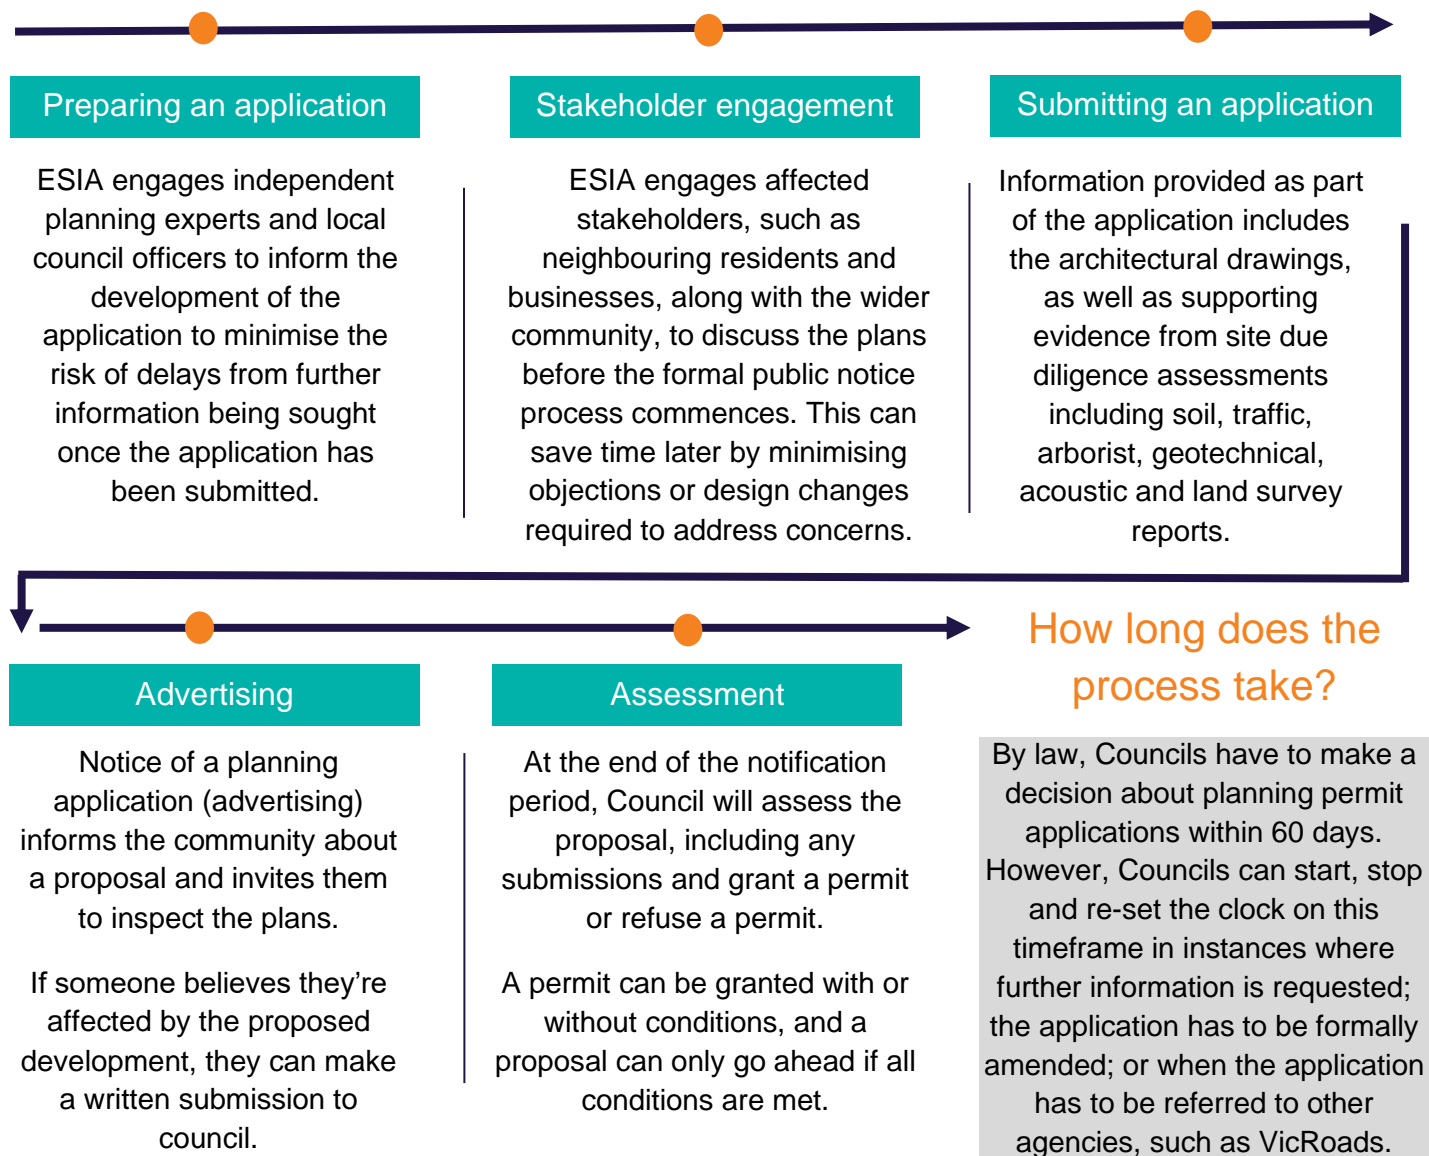 Preparing an application
ESIA engages independent
planning experts and local
council officers to inform the
development of the
application to minimise the
risk of delays from further
information being sought
once the application has
been submitted.
Stakeholder engagement
ESIA engages affected
stakeholders, such as
neighbouring residents and
businesses, along with the wider
community, to discuss the plans
before the formal public notice
process commences. This can
save time later by minimising
objections or design changes
required to address concerns.
Submitting an application
Information provided as part
of the application includes
the architectural drawings,
as well as supporting
evidence from site due
diligence assessments
including soil, traffic,
arborist, geotechnical,
acoustic and land survey
reports.
Advertising
Notice of a planning
application (advertising)
informs the community about
a proposal and invites them
to inspect the plans.
If someone believes they’re
affected by the proposed
development, they can make
a written submission to
council.
Assessment
At the end of the notification
period, Council will assess the
proposal, including any
submissions and grant a permit
or refuse a permit.
A permit can be granted with or
without conditions, and a
proposal can only go ahead if all
conditions are met.
How long does the
process take?
By law, Councils have to make a
decision about planning permit
applications within 60 days.
However, Councils can start, stop
and re-set the clock on this
timeframe in instances where
further information is requested;
the application has to be formally
amended; or when the application
has to be referred to other
agencies, such as VicRoads.